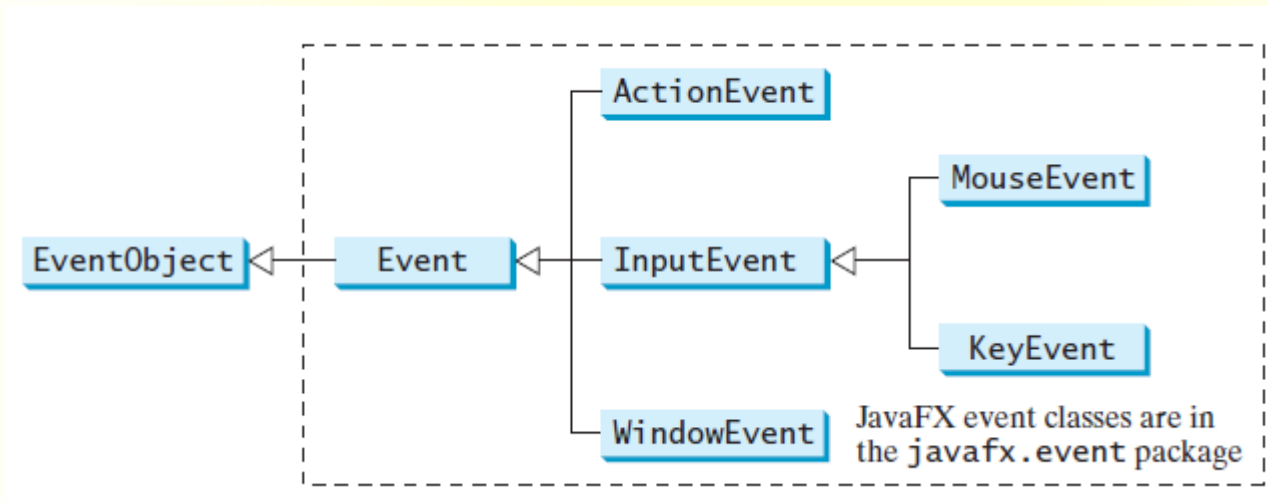 ActionEvent
MouseEvent
EventObject
Event
InputEvent
KeyEvent
WindowEvent
JavaFX event classes are in
the javafx.event package